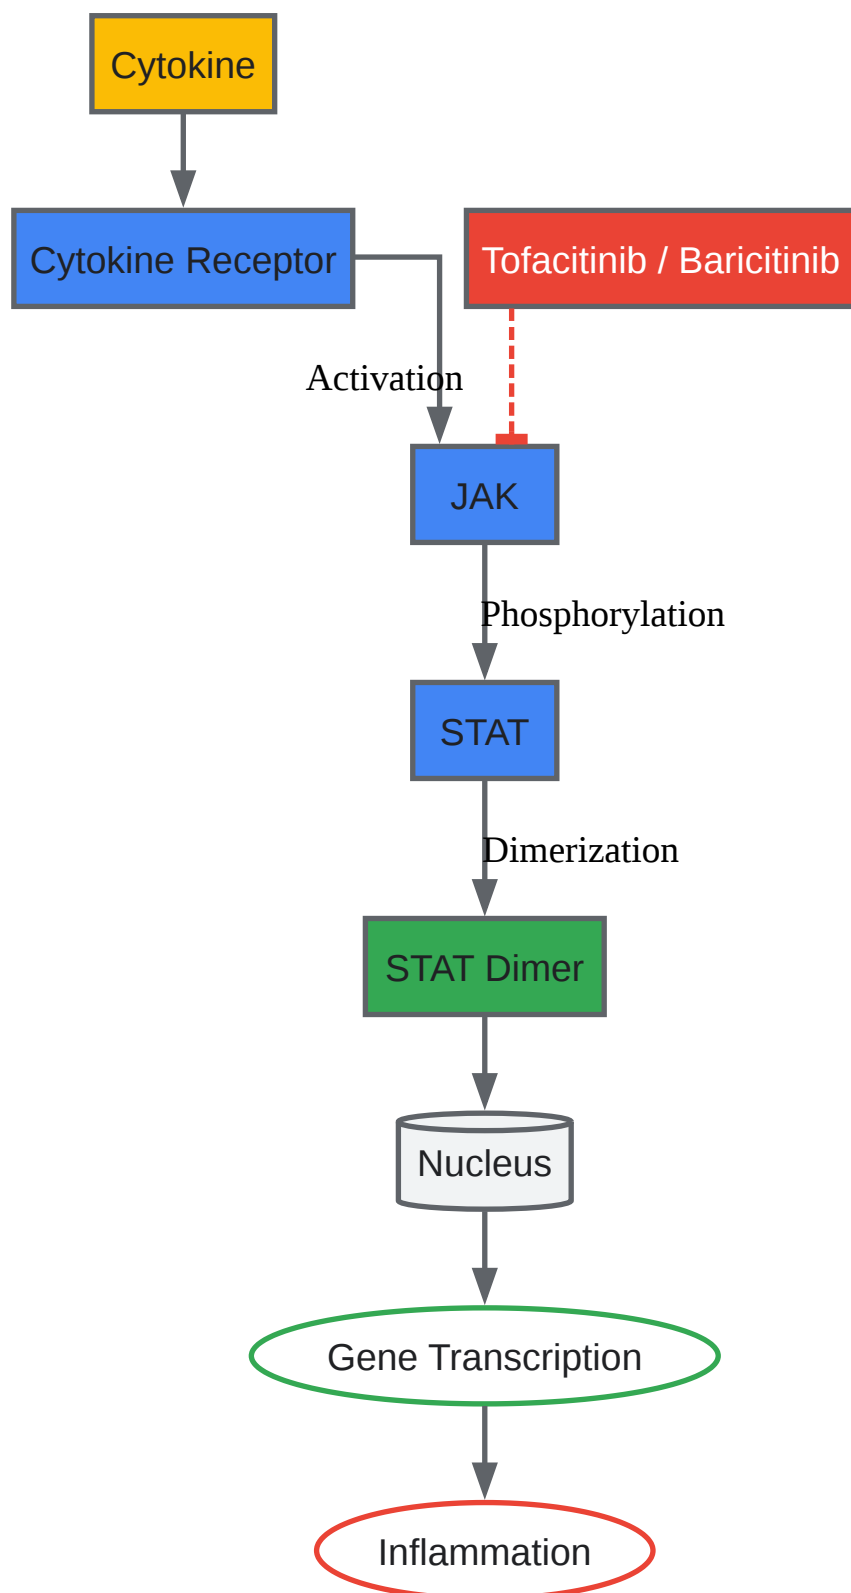 Cytokine
Cytokine Receptor
Tofacitinib / Baricitinib
Activation
JAK
Phosphorylation
STAT
Dimerization
STAT Dimer
Nucleus
Gene Transcription
Inflammation